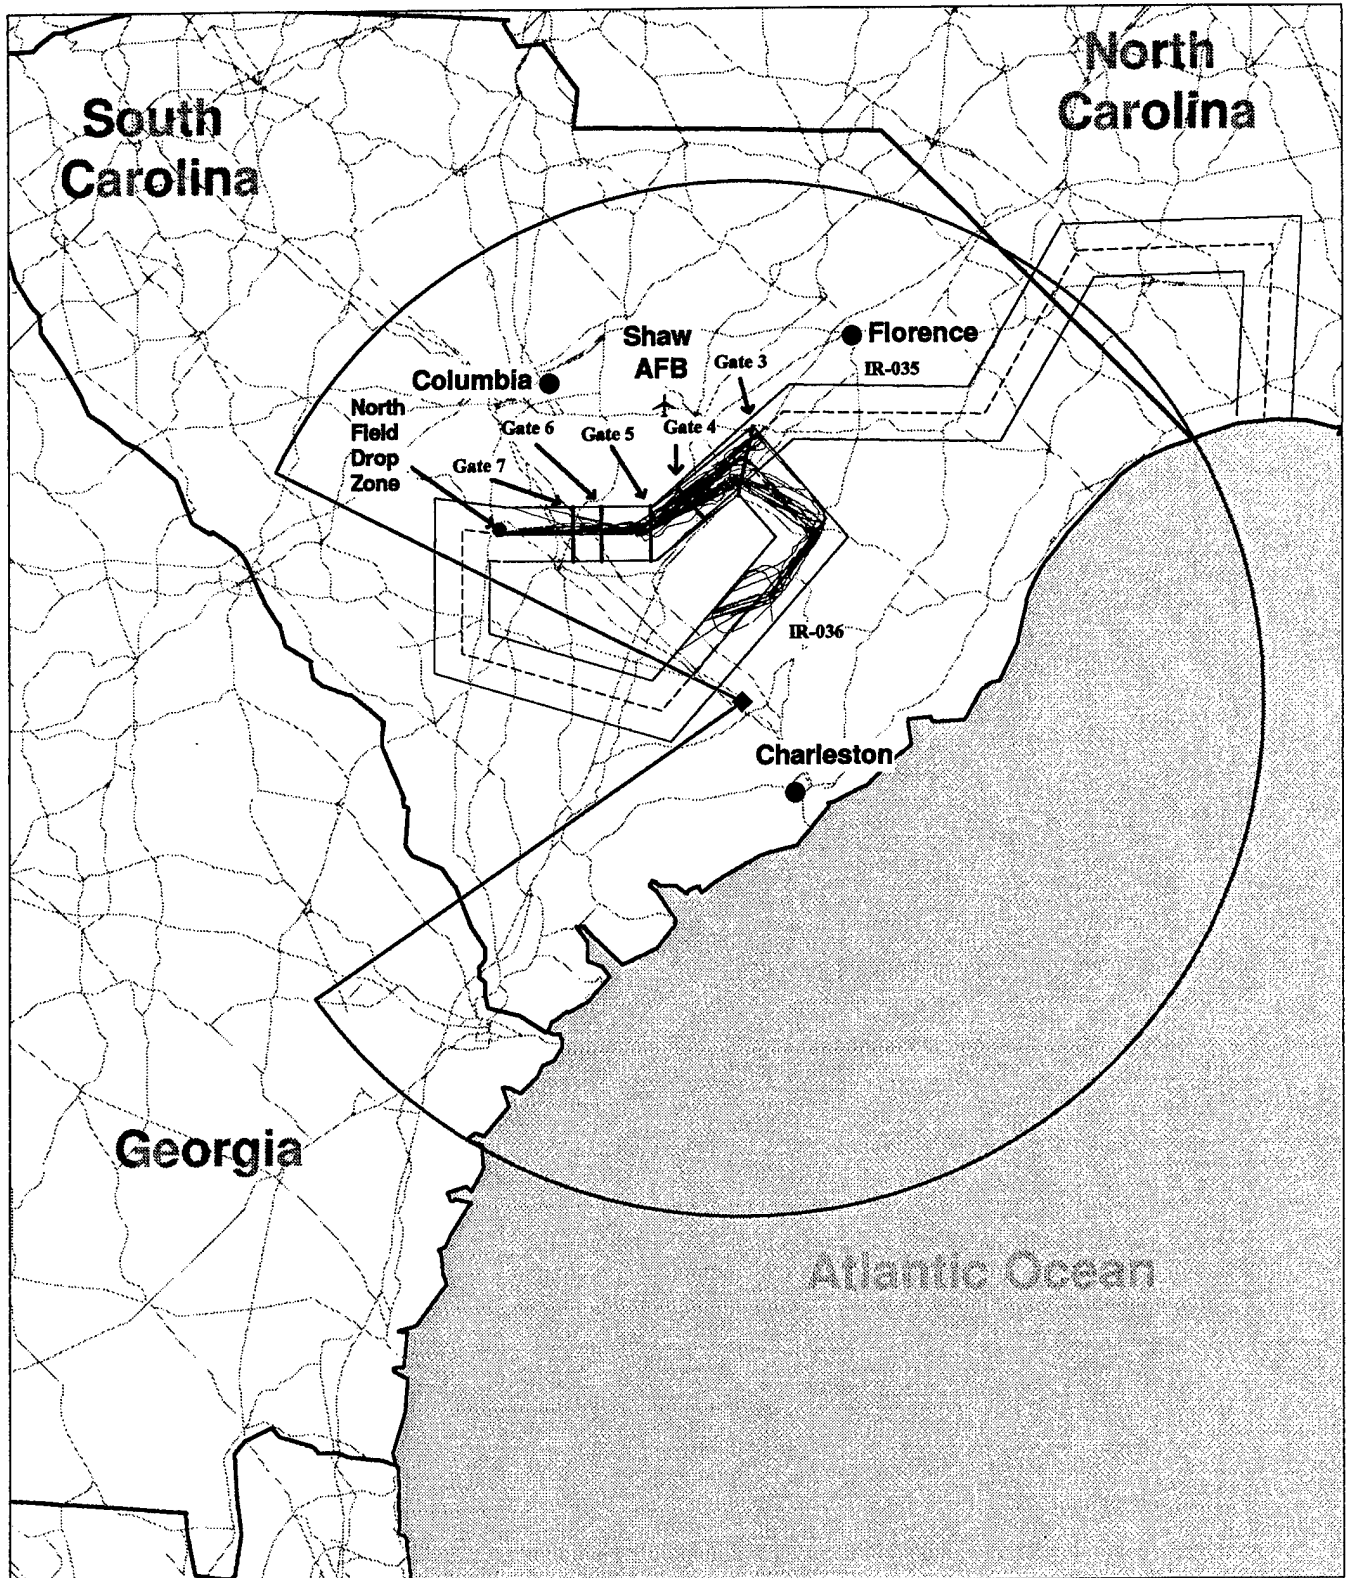 North
Carolina
South
Carolina
Shaw
AFB
Florence
Gate 3
IR-035
Columbia
North
Field
Drop
Zone
Gate 6
Gate 5
Gate 4
Gate 7
IR-036
Charleston
Georgia
Atlantic Ocean